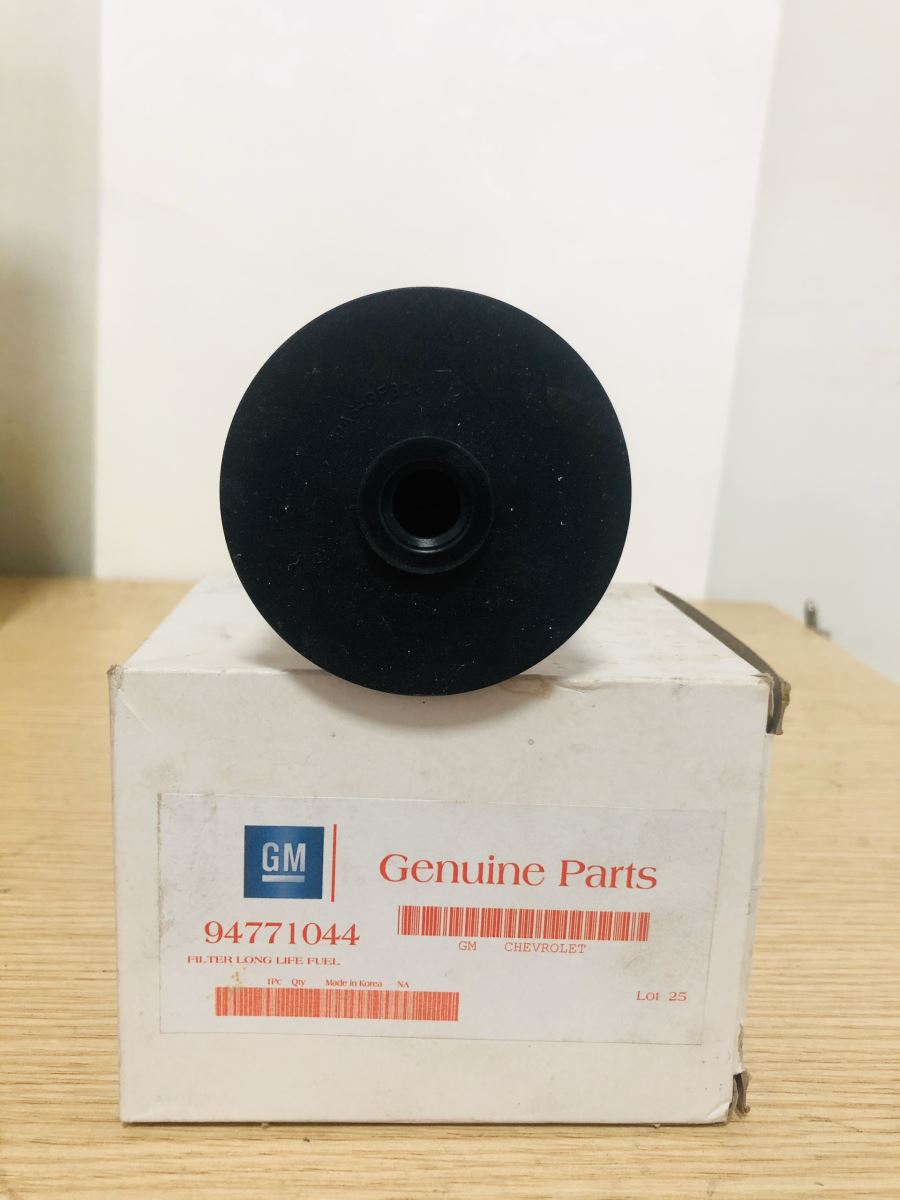 GM
Genuine Parts
94771044
GM CHEVROLET
FILTER LONG LIFE FUEL
1Pc Qty Made in Korea NA
Lot 25